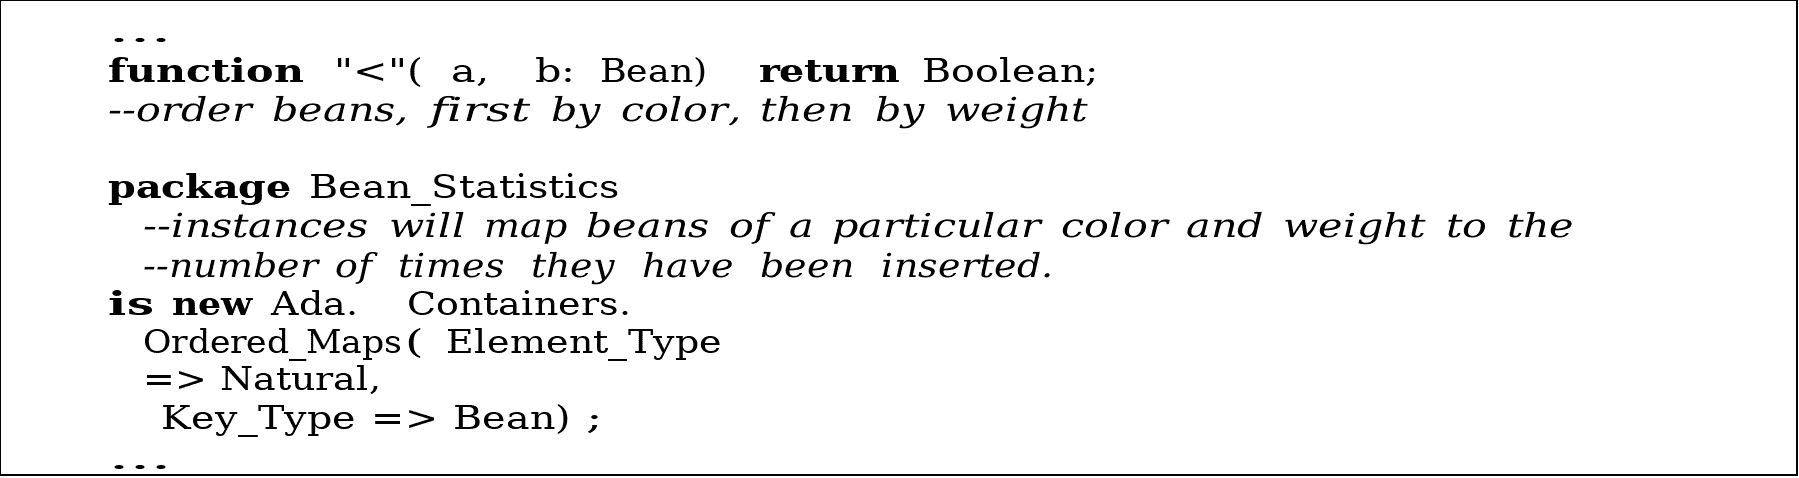 ...
function "<"( a, b: Bean) return Boolean;
--order beans, first by color, then by weight
package Bean_Statistics
--instances will map beans of a particular color and weight to the
--number of times they have been inserted.
is new Ada. Containers.
Ordered_Maps( Element_Type
=> Natural,
Key_Type => Bean) ;
...